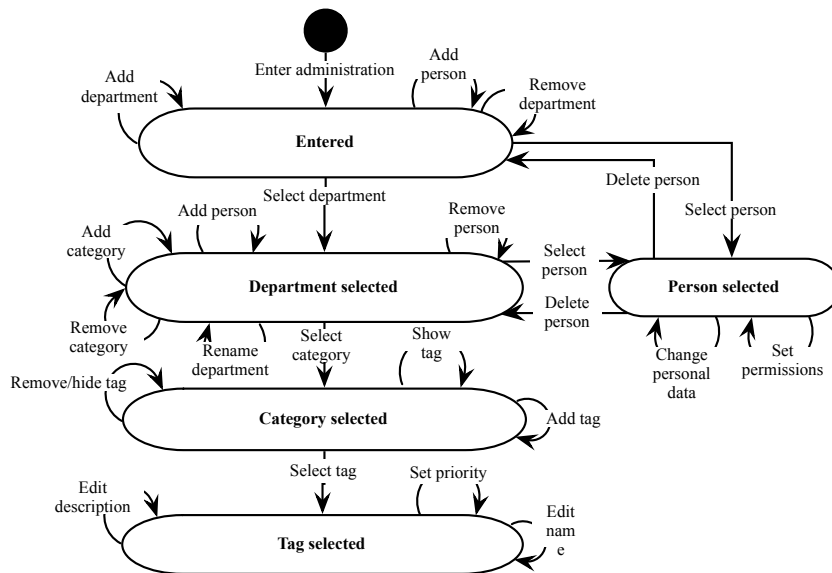 Enter administration
Add
department
Add
person
Remove
department
Entered
Delete person
Select person
Select department
Add
category
Add person
Remove
person
Select
person
Department selected
Person selected
Delete
person
Remove
category
Rename
department
Select
category
Show
tag
Change
personal
data
Set
permissions
Remove/hide tag
Category selected
Add tag
Select tag
Set priority
Edit
description
Edit
nam
e
Tag selected